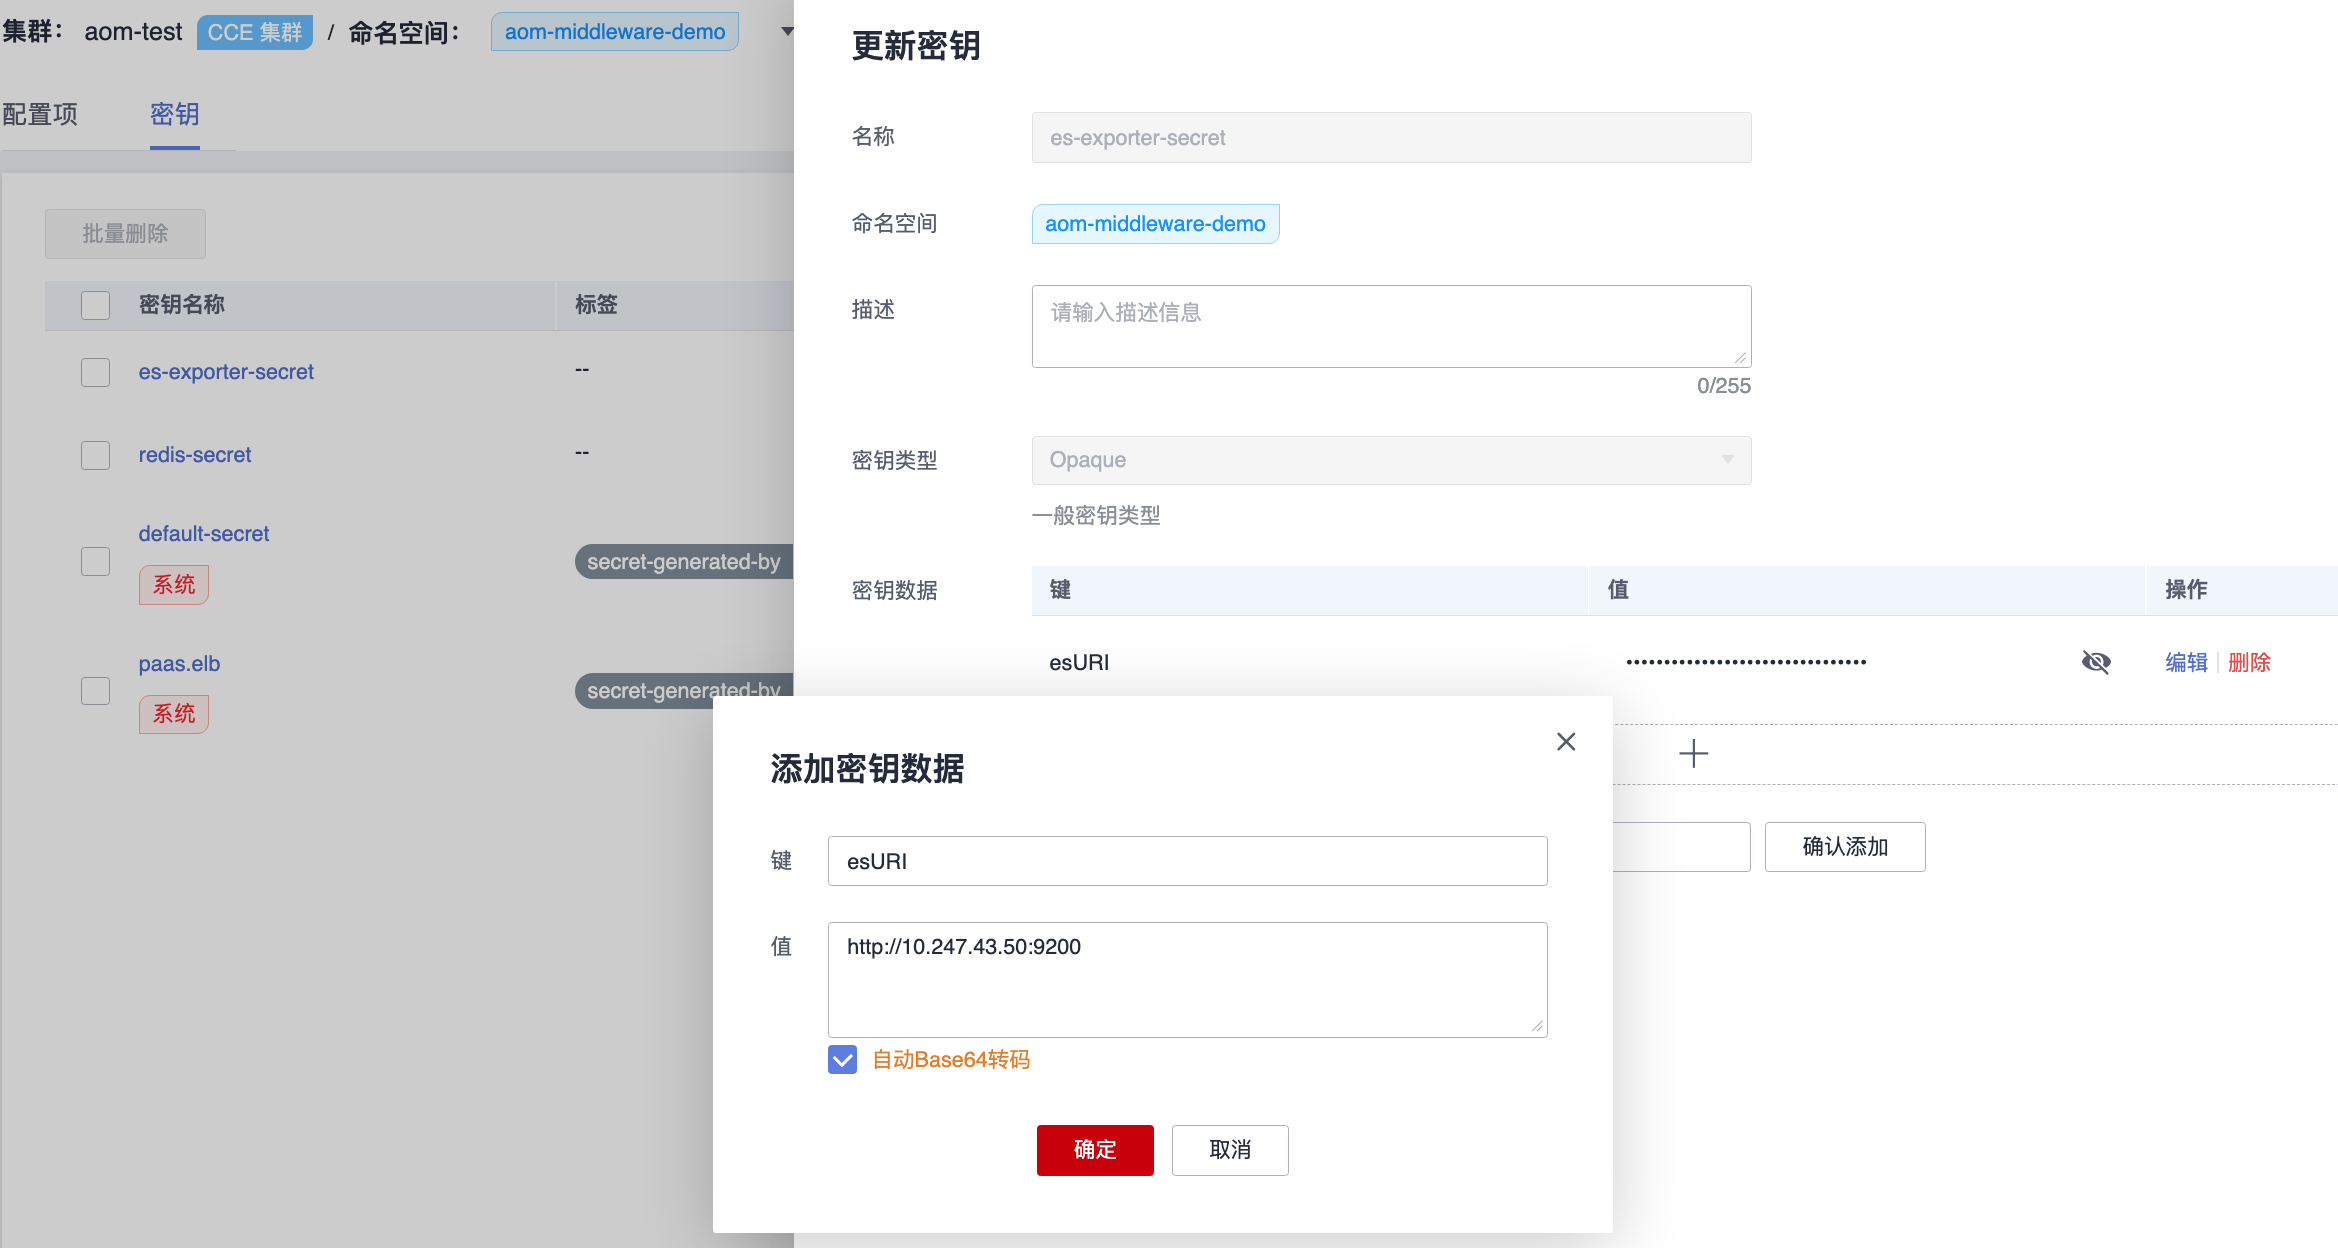 集群： aom-test CCE 集群 / 命名空间： aom-middleware-demo
配置项 密钥
批量删除
密钥名称 标签
es-exporter-secret --
redis-secret --
default-secret
系统
secret-generated-by
paas.elb
系统
secret-generated-by
更新密钥
名称 es-exporter-secret
命名空间 aom-middleware-demo
描述 请输入描述信息
0/255
密钥类型 Opaque
一般密钥类型
密钥数据 键 值 操作
esURI •••••••••••••••••••••••••••••••• 编辑 删除
确认添加
添加密钥数据
键 esURI
值 http://10.247.43.50:9200
自动Base64转码
确定 取消